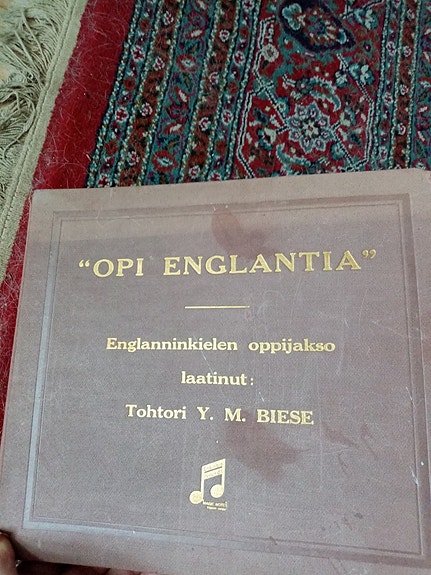 “OPI ENGLANTIA”
Englanninkielen oppijakso
laatinut:
Tohtori Y. M. BIESE